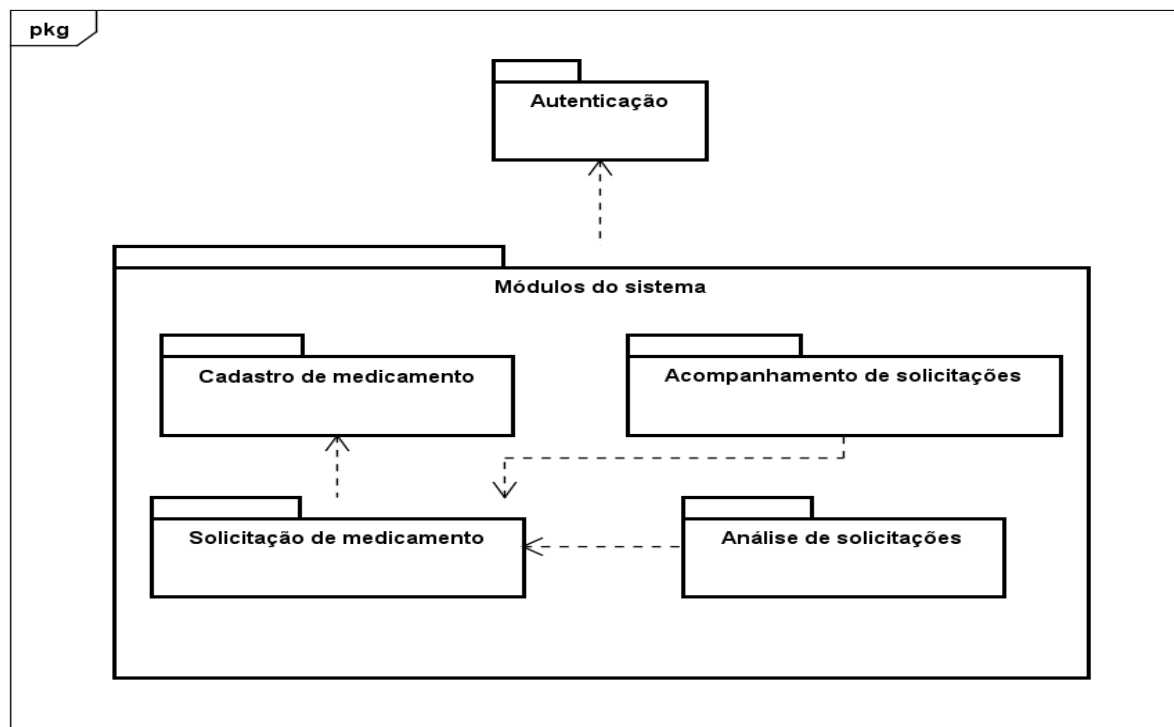 pkg
Autenticação
Módulos do sistema
Cadastro de medicamento
Acompanhamento de solicitações
Solicitação de medicamento
Análise de solicitações